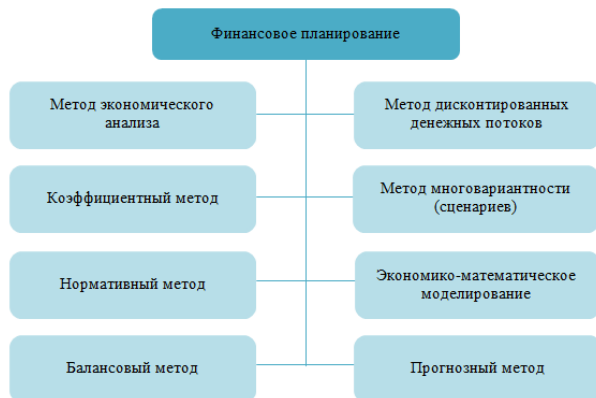 Финансовое планирование
Метод экономического
анализа
Метод дисконтированных
денежных потоков
Коэффициентный метод
Метод многовариантности
(сценариев)
Нормативный метод
Экономико-математическое
моделирование
Балансовый метод
Прогнозный метод